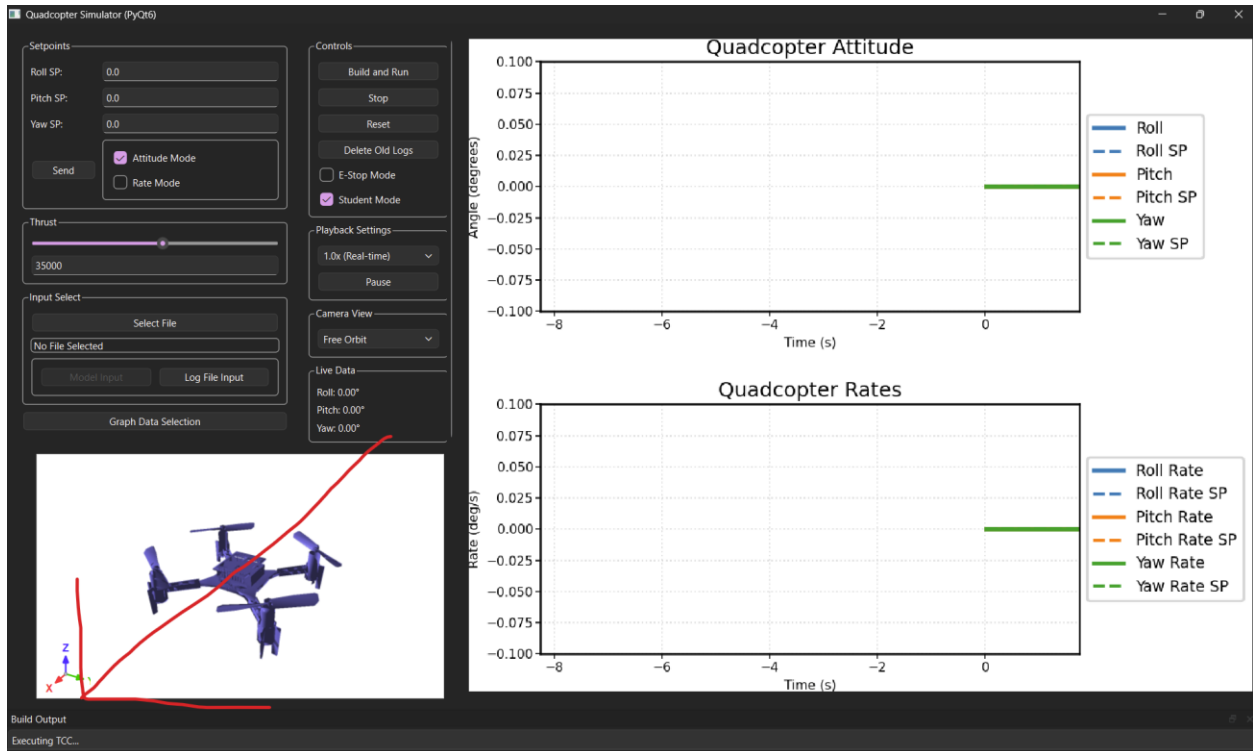 Quadcopter Simulator (PyQt6)
Setpoints
Roll SP: 0.0
Pitch SP: 0.0
Yaw SP: 0.0
Send
Attitude Mode
Rate Mode
Thrust
35000
Input Select
Select File
No File Selected
Model Input Log File Input
Graph Data Selection
Controls
Build and Run
Stop
Reset
Delete Old Logs
E-Stop Mode
Student Mode
Playback Settings
1.0x (Real-time)
Pause
Camera View
Free Orbit
Live Data
Roll: 0.00°
Pitch: 0.00°
Yaw: 0.00°
Z
X
Quadcopter Attitude
Angle (degrees)
0.100
0.075
0.050
0.025
0.000
−0.025
−0.050
−0.075
−0.100
−8 −6 −4 −2 0
Time (s)
Roll
Roll SP
Pitch
Pitch SP
Yaw
Yaw SP
Quadcopter Rates
Rate (deg/s)
0.100
0.075
0.050
0.025
0.000
−0.025
−0.050
−0.075
−0.100
−8 −6 −4 −2 0
Time (s)
Roll Rate
Roll Rate SP
Pitch Rate
Pitch Rate SP
Yaw Rate
Yaw Rate SP
Build Output
Executing TCC...